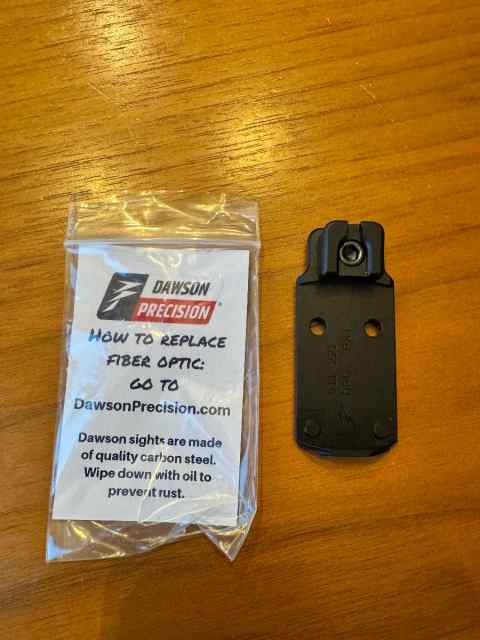 DAWSON
PRECISION
HOW TO REPLACE
FIBER OPTIC:
GO TO
DawsonPrecision.com
Dawson sights are made
of quality carbon steel.
Wipe down with oil to
prevent rust.